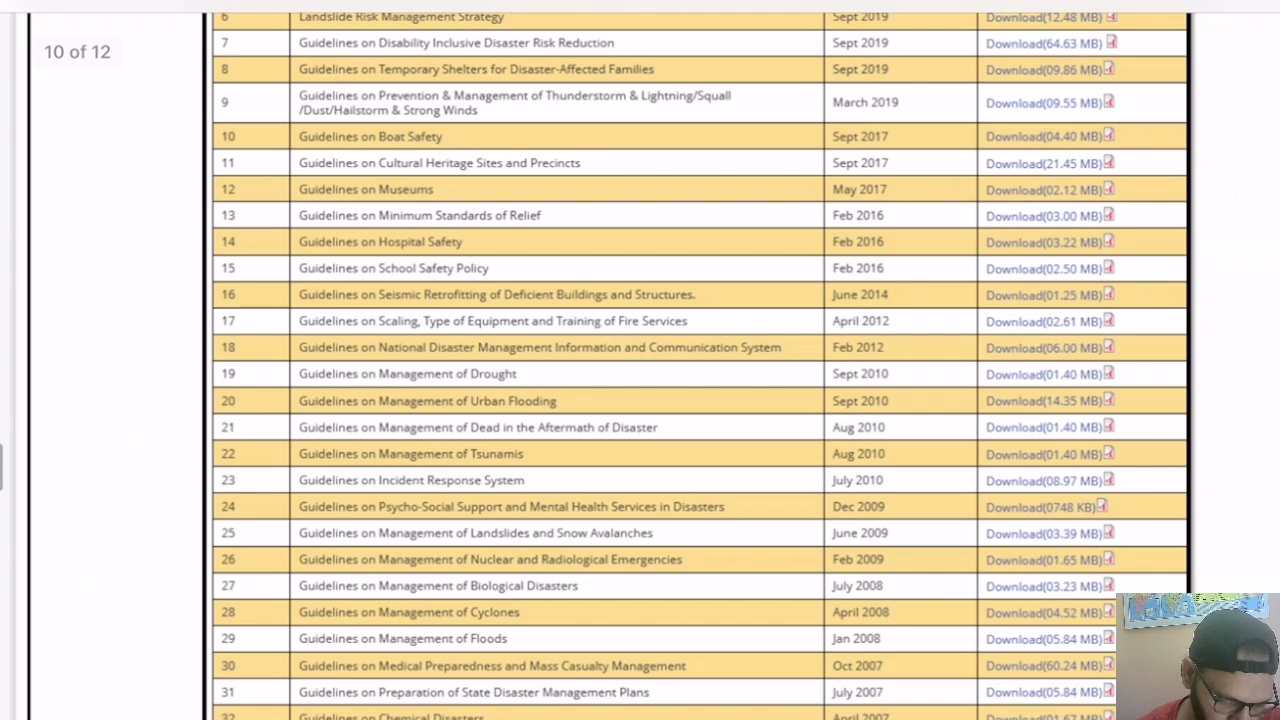 10 of 12
6 Landslide Risk Management Strategy Sept 2019 Download(12.48 MB)
7 Guidelines on Disability Inclusive Disaster Risk Reduction Sept 2019 Download(64.63 MB)
8 Guidelines on Temporary Shelters for Disaster-Affected Families Sept 2019 Download(09.86 MB)
9 Guidelines on Prevention & Management of Thunderstorm & Lightning/Squall
/Dust/Hailstorm & Strong Winds March 2019 Download(09.55 MB)
10 Guidelines on Boat Safety Sept 2017 Download(04.40 MB)
11 Guidelines on Cultural Heritage Sites and Precincts Sept 2017 Download(21.45 MB)
12 Guidelines on Museums May 2017 Download(02.12 MB)
13 Guidelines on Minimum Standards of Relief Feb 2016 Download(03.00 MB)
14 Guidelines on Hospital Safety Feb 2016 Download(03.22 MB)
15 Guidelines on School Safety Policy Feb 2016 Download(02.50 MB)
16 Guidelines on Seismic Retrofitting of Deficient Buildings and Structures. June 2014 Download(01.25 MB)
17 Guidelines on Scaling, Type of Equipment and Training of Fire Services April 2012 Download(02.61 MB)
18 Guidelines on National Disaster Management Information and Communication System Feb 2012 Download(06.00 MB)
19 Guidelines on Management of Drought Sept 2010 Download(01.40 MB)
20 Guidelines on Management of Urban Flooding Sept 2010 Download(14.35 MB)
21 Guidelines on Management of Dead in the Aftermath of Disaster Aug 2010 Download(01.40 MB)
22 Guidelines on Management of Tsunamis Aug 2010 Download(01.40 MB)
23 Guidelines on Incident Response System July 2010 Download(08.97 MB)
24 Guidelines on Psycho-Social Support and Mental Health Services in Disasters Dec 2009 Download(0748 KB)
25 Guidelines on Management of Landslides and Snow Avalanches June 2009 Download(03.39 MB)
26 Guidelines on Management of Nuclear and Radiological Emergencies Feb 2009 Download(01.65 MB)
27 Guidelines on Management of Biological Disasters July 2008 Download(03.23 MB)
28 Guidelines on Management of Cyclones April 2008 Download(04.52 MB)
29 Guidelines on Management of Floods Jan 2008 Download(05.84 MB)
30 Guidelines on Medical Preparedness and Mass Casualty Management Oct 2007 Download(60.24 MB)
31 Guidelines on Preparation of State Disaster Management Plans July 2007 Download(05.84 MB)
32 Guidelines on Chemical Disasters April 2007 Download(01.67 MB)